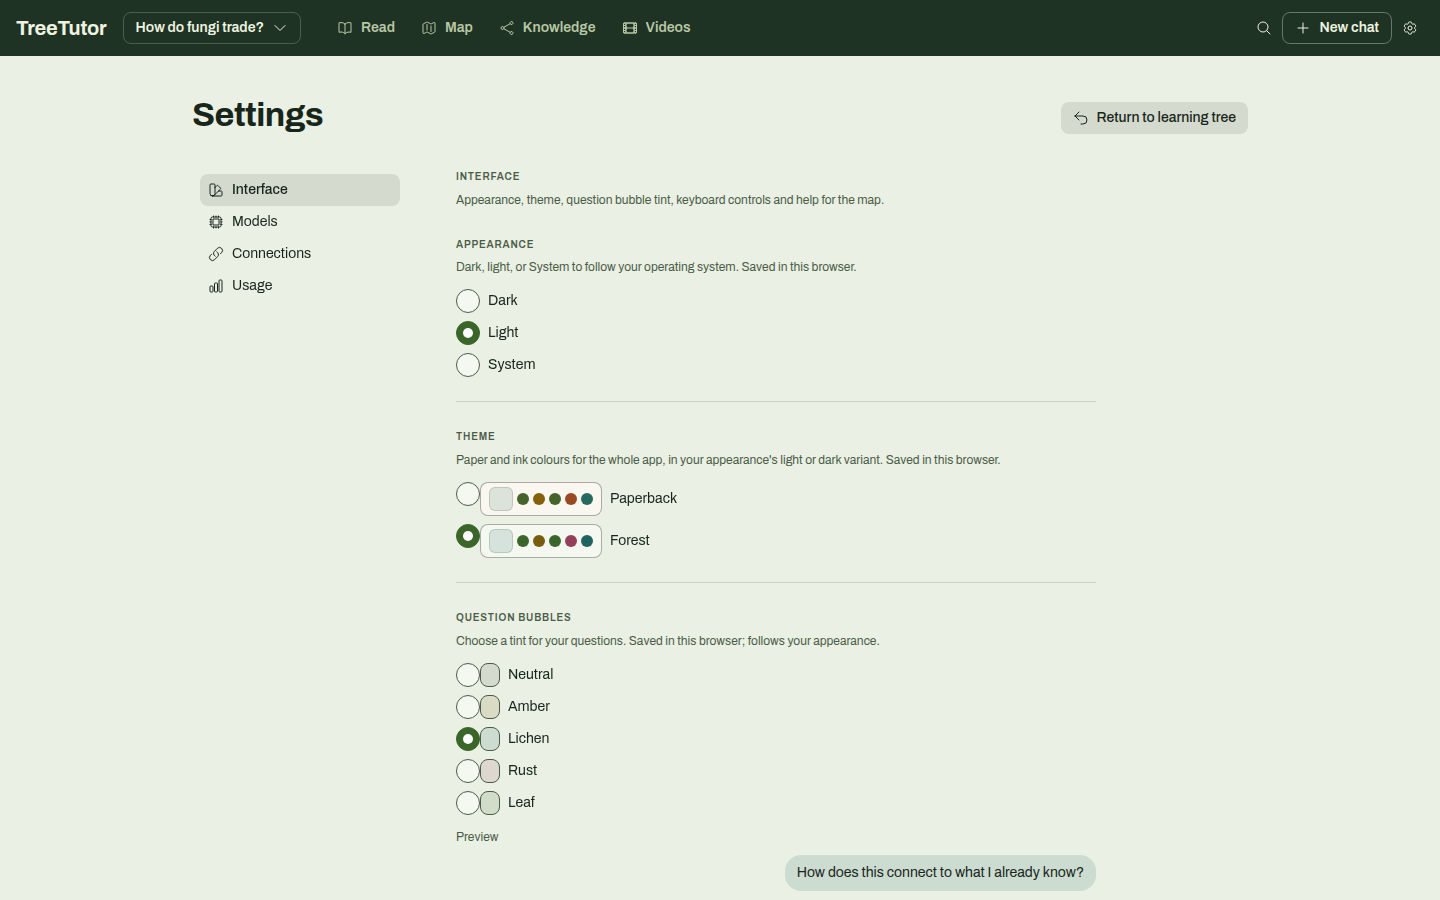 TreeTutor
How do fungi trade?
Read
Map
Knowledge
Videos
New chat
Settings
Return to learning tree
Interface
Models
Connections
Usage
INTERFACE
Appearance, theme, question bubble tint, keyboard controls and help for the map.
APPEARANCE
Dark, light, or System to follow your operating system. Saved in this browser.
Dark
Light
System
THEME
Paper and ink colours for the whole app, in your appearance's light or dark variant. Saved in this browser.
Paperback
Forest
QUESTION BUBBLES
Choose a tint for your questions. Saved in this browser; follows your appearance.
Neutral
Amber
Lichen
Rust
Leaf
Preview
How does this connect to what I already know?